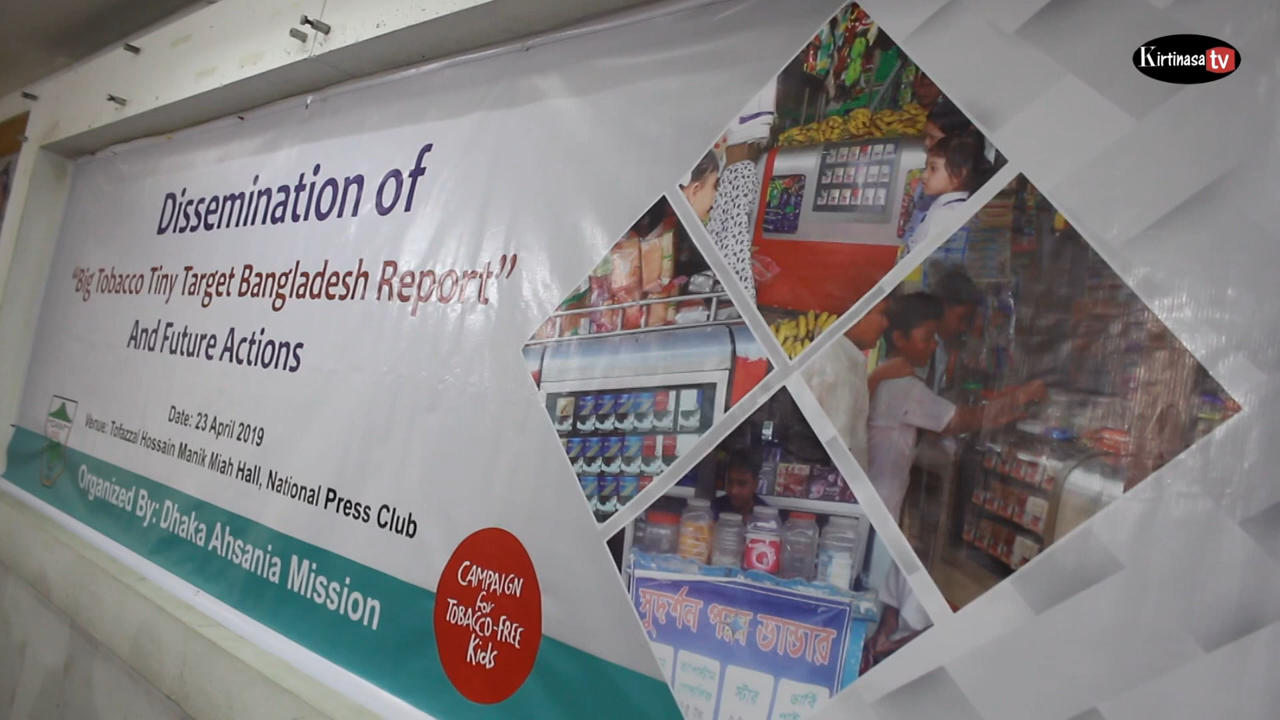 Kirtinasa tv
Dissemination of
“Big Tobacco Tiny Target Bangladesh Report”
And Future Actions
Date: 23 April 2019
Venue: Tofazzal Hossain Manik Miah Hall, National Press Club
Organized By: Dhaka Ahsania Mission
CAMPAIGN
For
TOBACCO-FREE
Kids
ভান্ডার
স্টার
ডার্বি